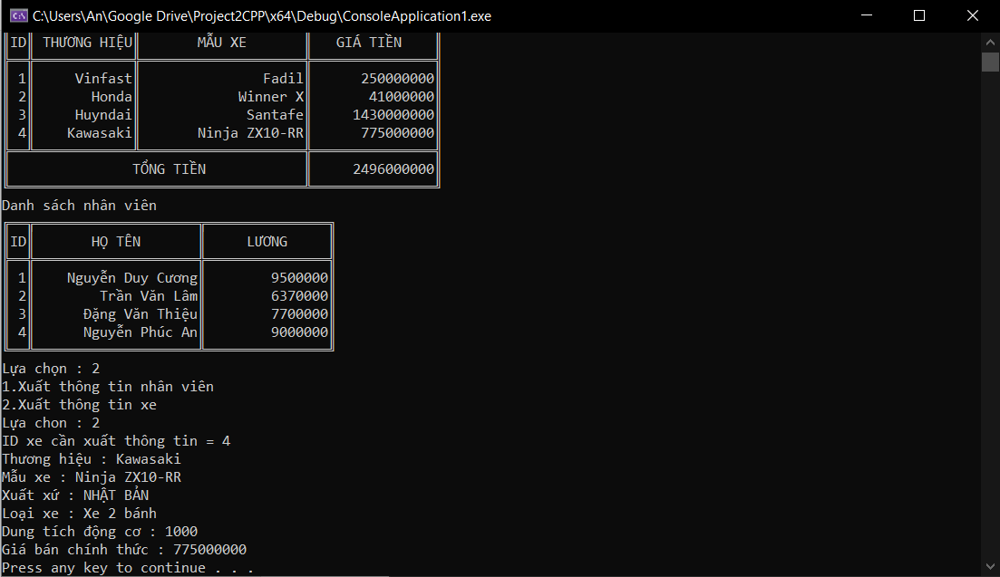 C:\Users\An\Google Drive\Project2CPP\x64\Debug\ConsoleApplication1.exe
ID THƯƠNG HIỆU MẪU XE GIÁ TIỀN
1 Vinfast Fadil 250000000
2 Honda Winner X 41000000
3 Huyndai Santafe 1430000000
4 Kawasaki Ninja ZX10-RR 775000000
TỔNG TIỀN 2496000000
Danh sách nhân viên
ID HỌ TÊN LƯƠNG
1 Nguyễn Duy Cương 9500000
2 Trần Văn Lâm 6370000
3 Đặng Văn Thiệu 7700000
4 Nguyễn Phúc An 9000000
Lựa chọn : 2
1.Xuất thông tin nhân viên
2.Xuất thông tin xe
Lựa chon : 2
ID xe cần xuất thông tin = 4
Thương hiệu : Kawasaki
Mẫu xe : Ninja ZX10-RR
Xuất xứ : NHẬT BẢN
Loại xe : Xe 2 bánh
Dung tích động cơ : 1000
Giá bán chính thức : 775000000
Press any key to continue . . .